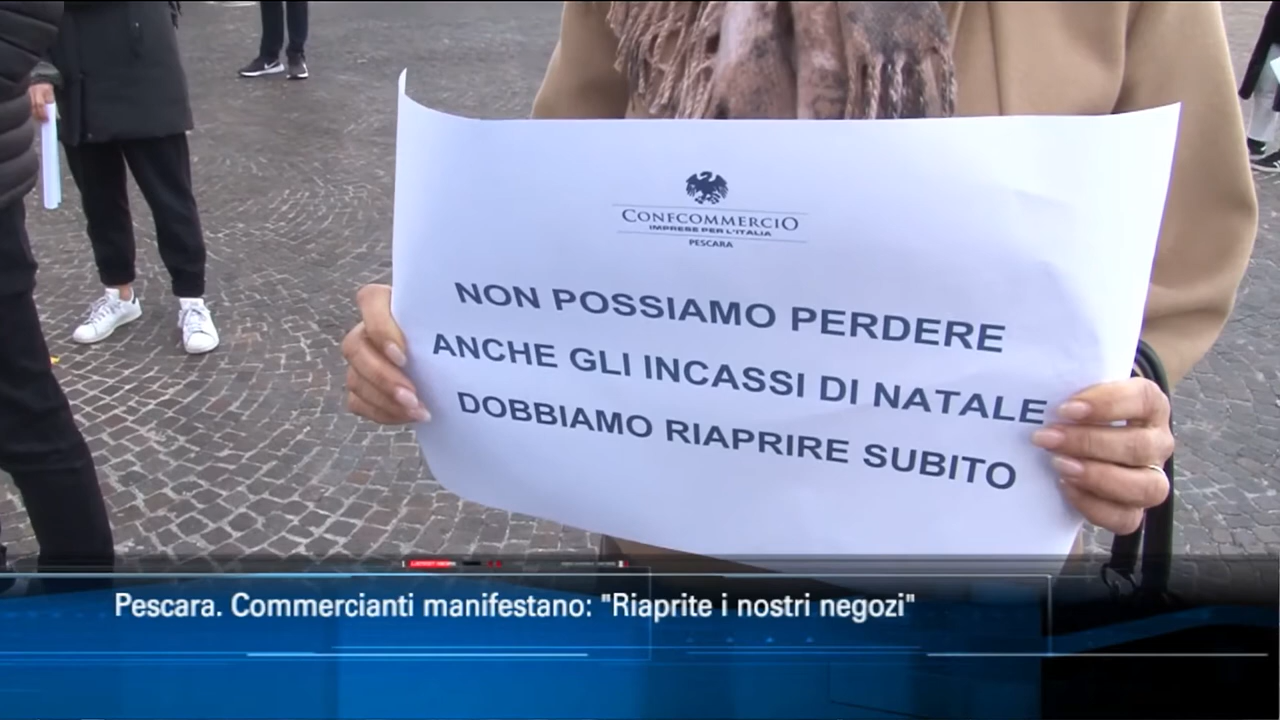 CONFCOMMERCIO
IMPRESE PER L'ITALIA
PESCARA
NON POSSIAMO PERDERE
ANCHE GLI INCASSI DI NATALE
DOBBIAMO RIAPRIRE SUBITO
Pescara. Commercianti manifestano: "Riaprite i nostri negozi"